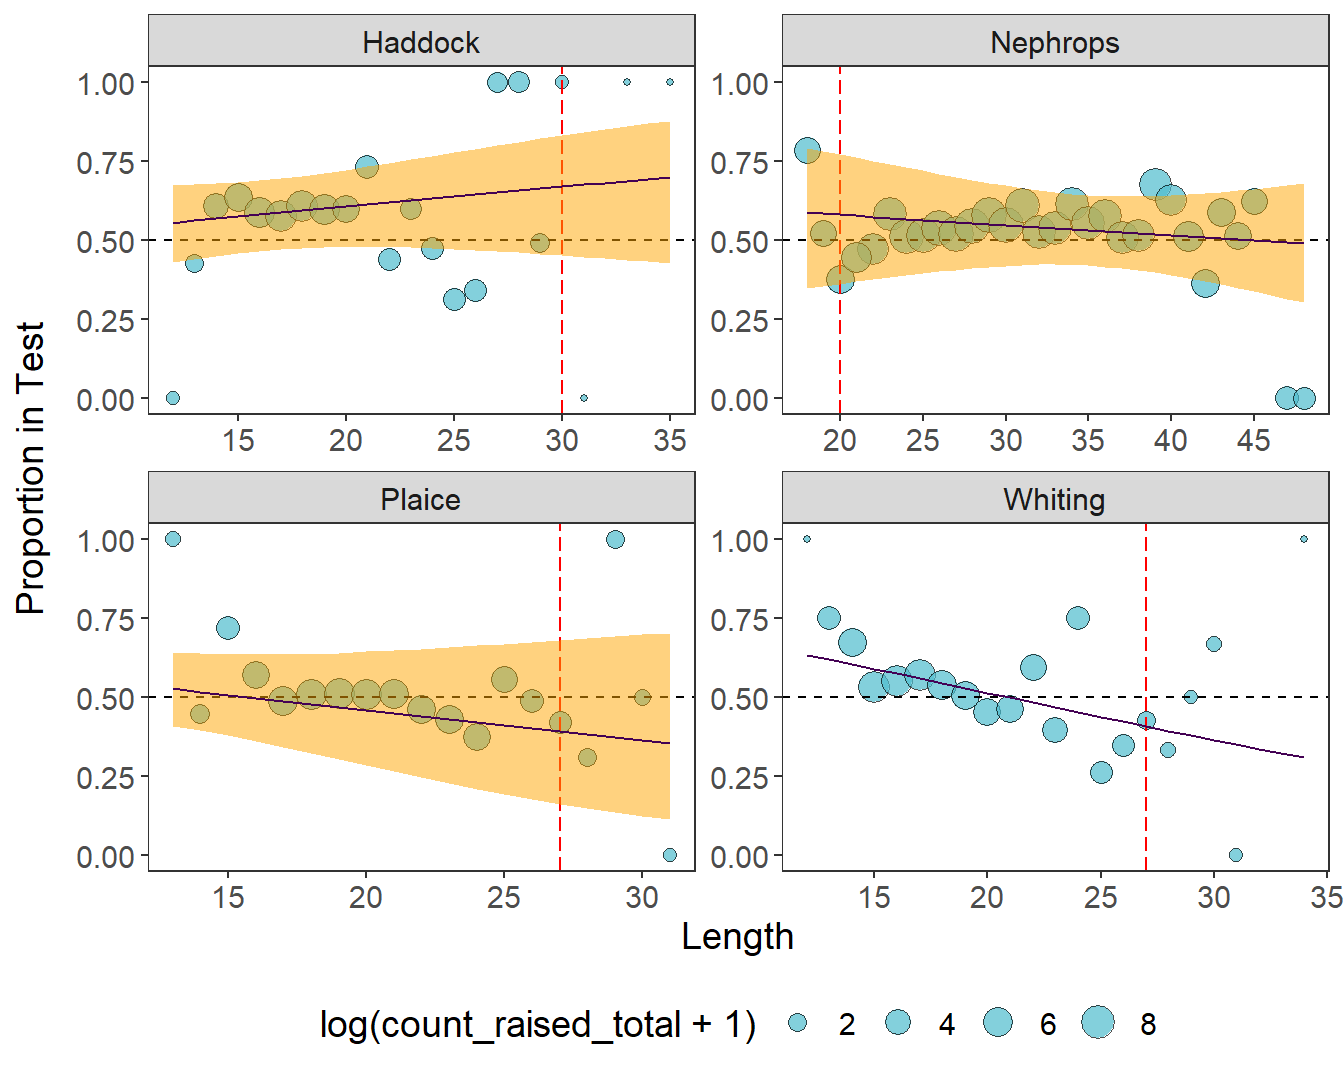 Haddock
Nephrops
1.00
0.75
0.50
0.25
0.00
15 20 25 30 35
1.00
0.75
0.50
0.25
0.00
20 25 30 35 40 45
Proportion in Test
Plaice
Whiting
1.00
0.75
0.50
0.25
0.00
15 20 25 30
1.00
0.75
0.50
0.25
0.00
15 20 25 30 35
Length
log(count_raised_total + 1) 2 4 6 8